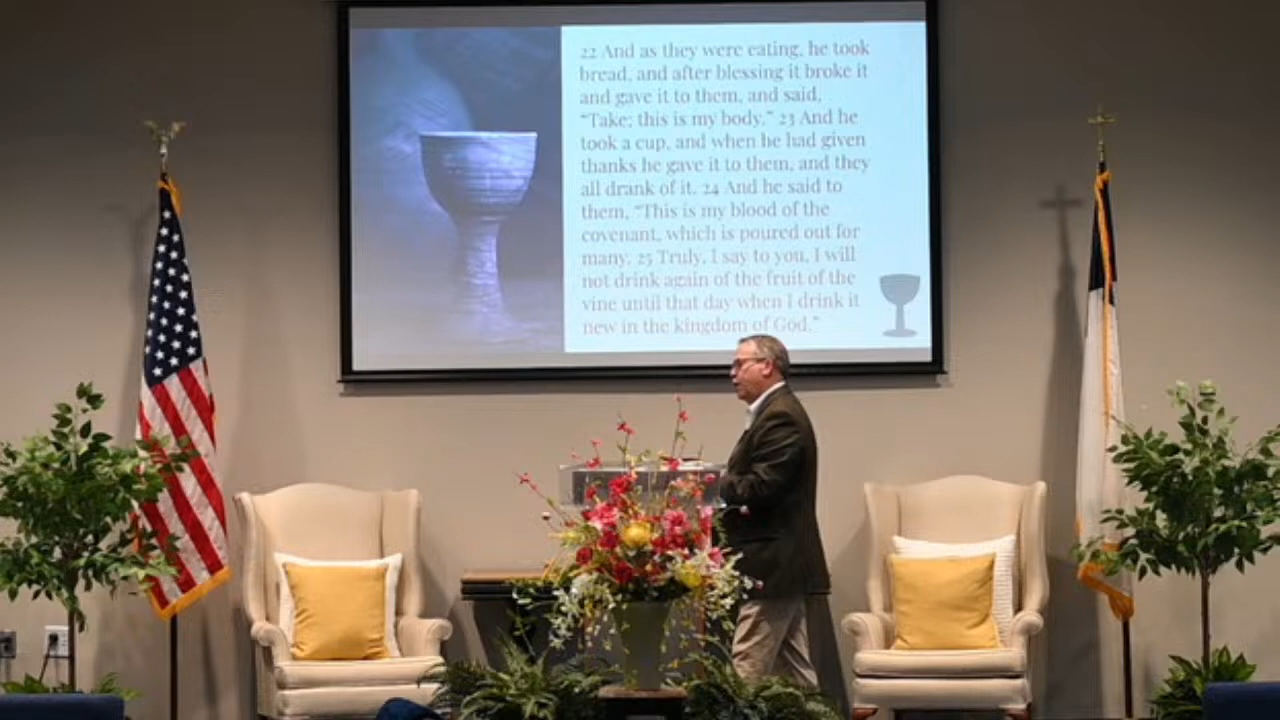 22 And as they were eating, he took
bread, and after blessing it broke it
and gave it to them, and said,
“Take; this is my body.” 23 And he
took a cup, and when he had given
thanks he gave it to them, and they
all drank of it. 24 And he said to
them, “This is my blood of the
covenant, which is poured out for
many. 25 Truly, I say to you, I will
not drink again of the fruit of the
vine until that day when I drink it
new in the kingdom of God.”